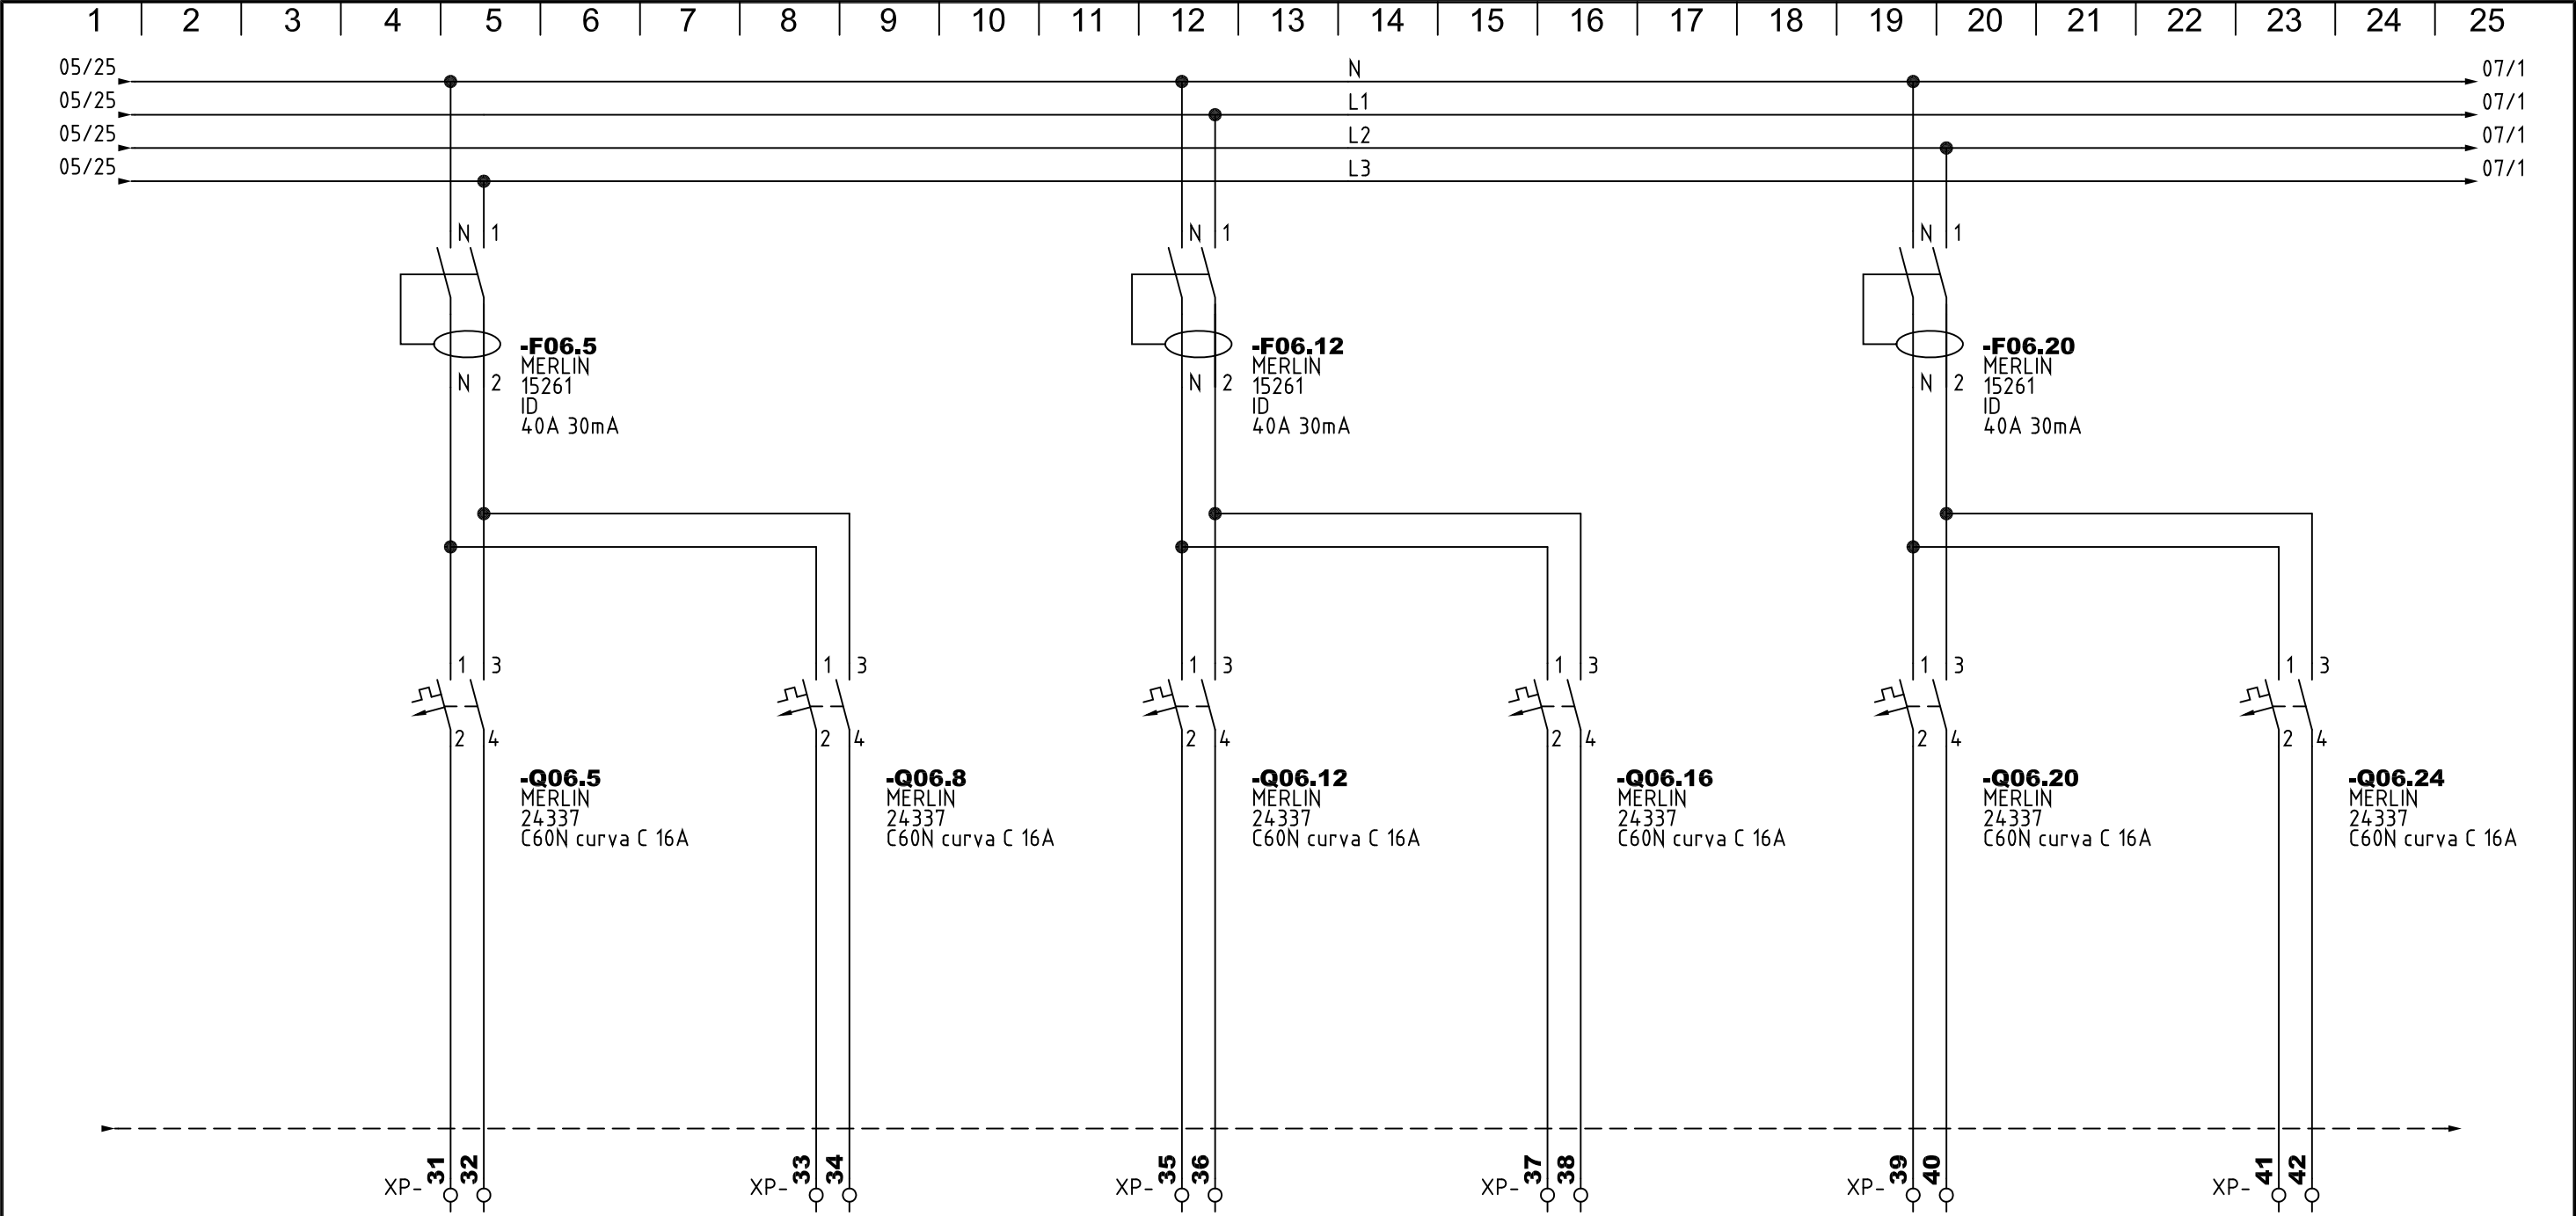 1 2 3 4 5 6 7 8 9 10 11 12 13 14 15 16 17 18 19 20 21 22 23 24 25
05/25 N 07/1
05/25 L1 07/1
05/25 L2 07/1
05/25 L3 07/1
N 1 N 1 N 1
-F06.5
MERLIN
15261
ID
40A 30mA
N 2
-F06.12
MERLIN
15261
ID
40A 30mA
N 2
-F06.20
MERLIN
15261
ID
40A 30mA
N 2
1 3 1 3 1 3 1 3 1 3 1 3
2 4 2 4 2 4 2 4 2 4 2 4
-Q06.5
MERLIN
24337
C60N curva C 16A
-Q06.8
MERLIN
24337
C60N curva C 16A
-Q06.12
MERLIN
24337
C60N curva C 16A
-Q06.16
MERLIN
24337
C60N curva C 16A
-Q06.20
MERLIN
24337
C60N curva C 16A
-Q06.24
MERLIN
24337
C60N curva C 16A
XP- 31 32
XP- 33 34
XP- 35 36
XP- 37 38
XP- 39 40
XP- 41 42